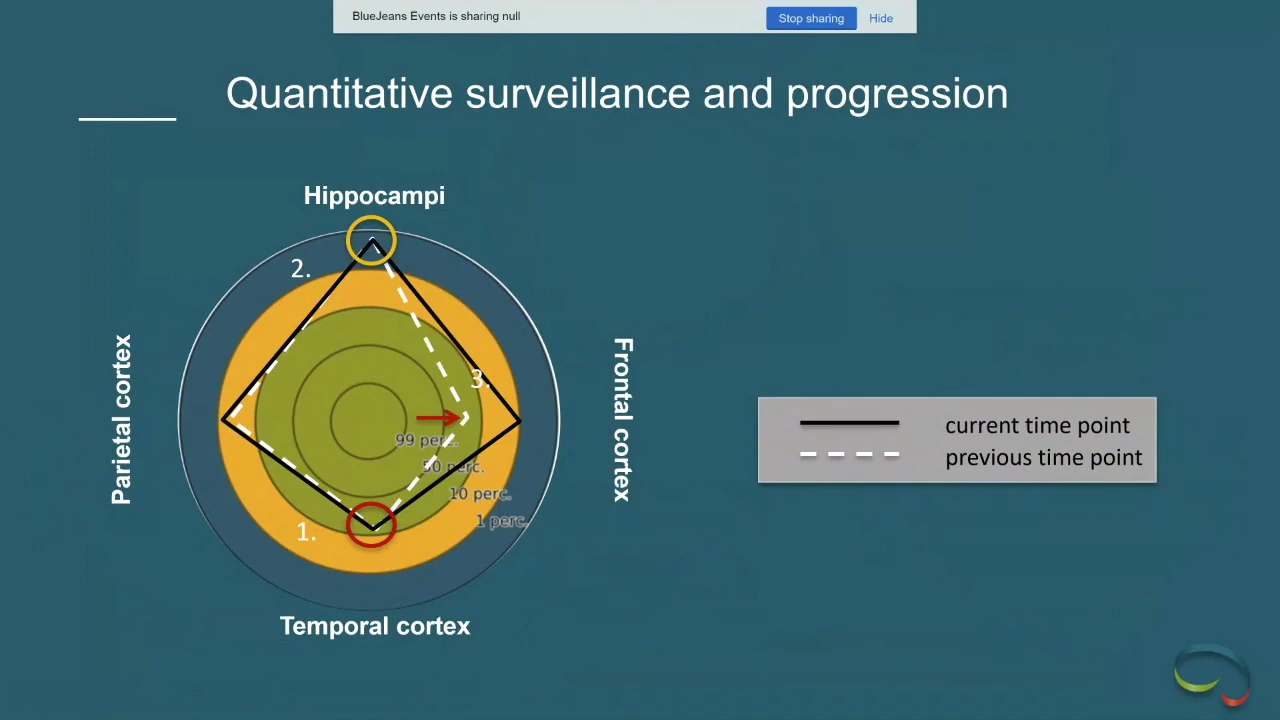 BlueJeans Events is sharing null
Stop sharing
Hide
Quantitative surveillance and progression
Hippocampi
2.
Parietal cortex
Frontal cortex
3.
99 perc.
50 perc.
10 perc.
1 perc.
1.
Temporal cortex
current time point
previous time point